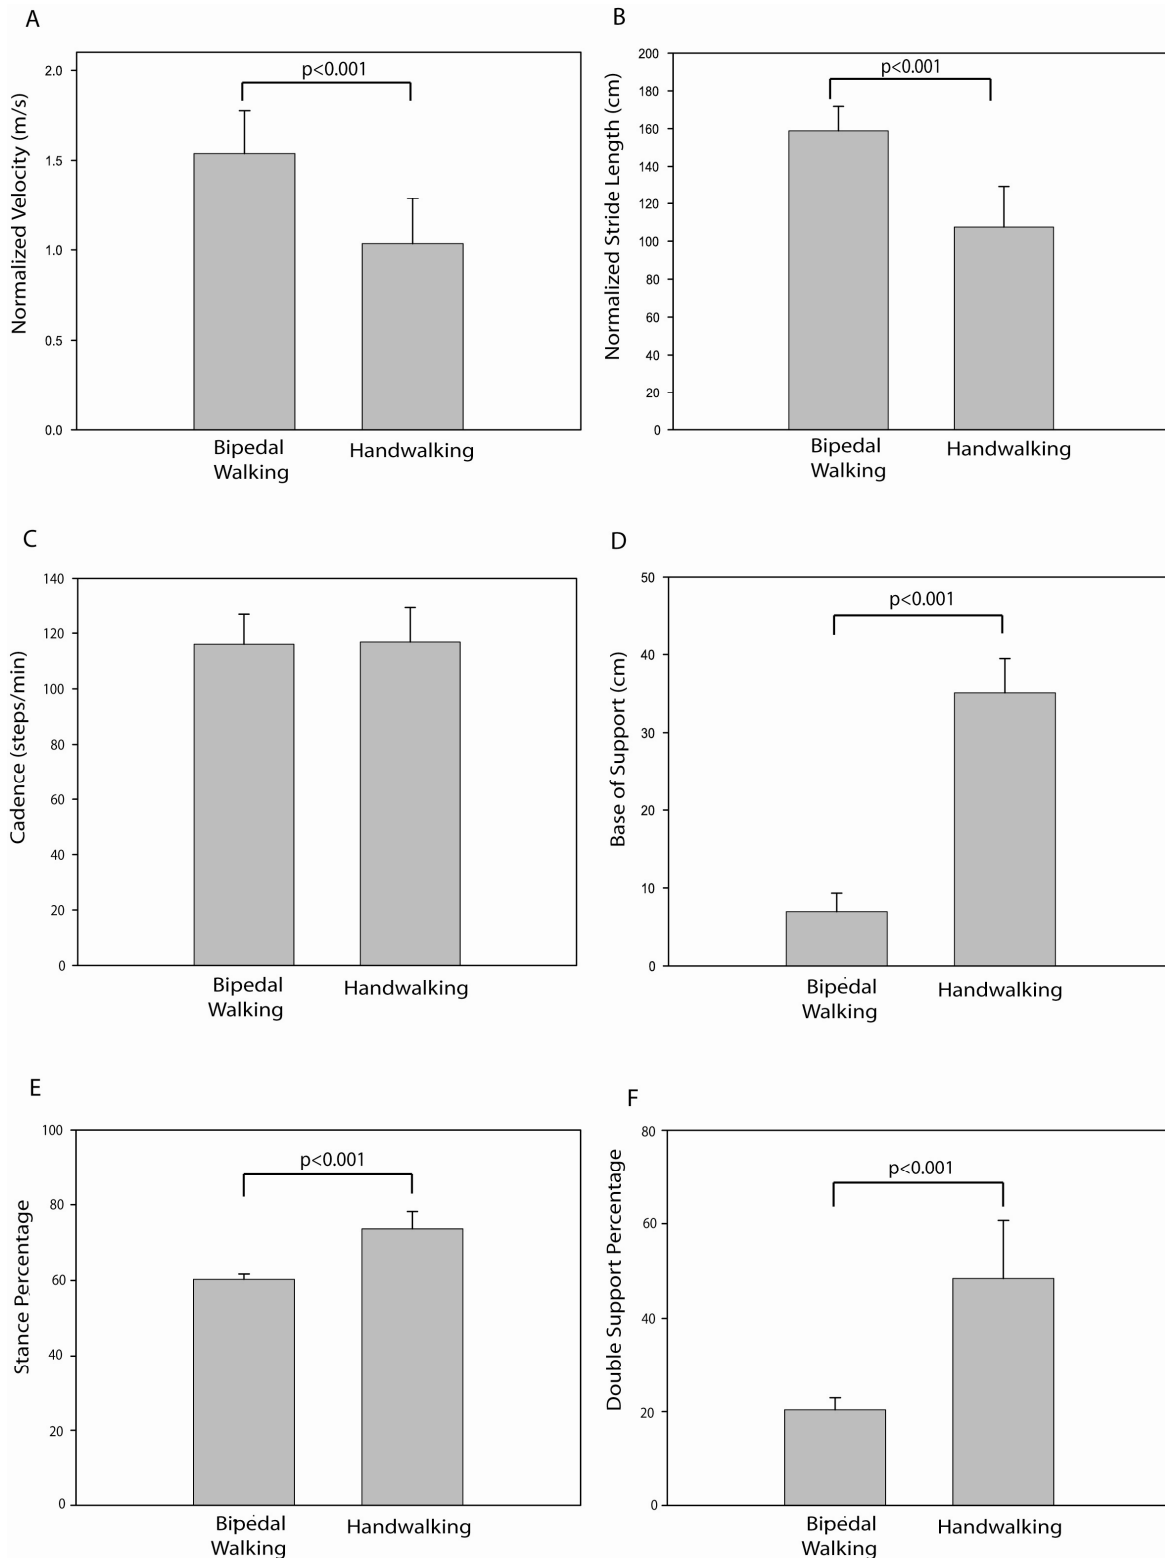 A
Normalized Velocity (m/s)
2.0
1.5
1.0
0.5
0.0
p<0.001
Bipedal
Walking
Handwalking
B
Normalized Stride Length (cm)
200
180
160
140
120
100
80
60
40
20
0
p<0.001
Bipedal
Walking
Handwalking
C
Cadence (steps/min)
140
120
100
80
60
40
20
0
Bipedal
Walking
Handwalking
D
Base of Support (cm)
50
40
30
20
10
0
p<0.001
Bipedal
Walking
Handwalking
E
Stance Percentage
100
80
60
40
20
0
p<0.001
Bipedal
Walking
Handwalking
F
Double Support Percentage
80
60
40
20
0
p<0.001
Bipedal
Walking
Handwalking